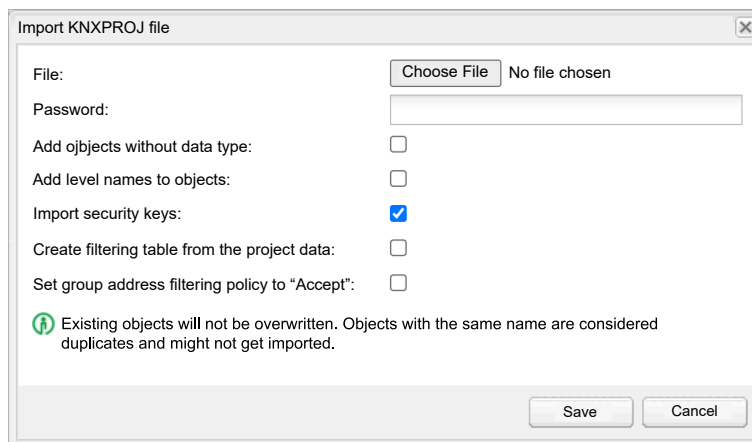 Import KNXPROJ file
File:
Choose File No file chosen
Password:
Add ojbjects without data type:
Add level names to objects:
Import security keys:
Create filtering table from the project data:
Set group address filtering policy to “Accept”:
Existing objects will not be overwritten. Objects with the same name are considered
duplicates and might not get imported.
Save Cancel